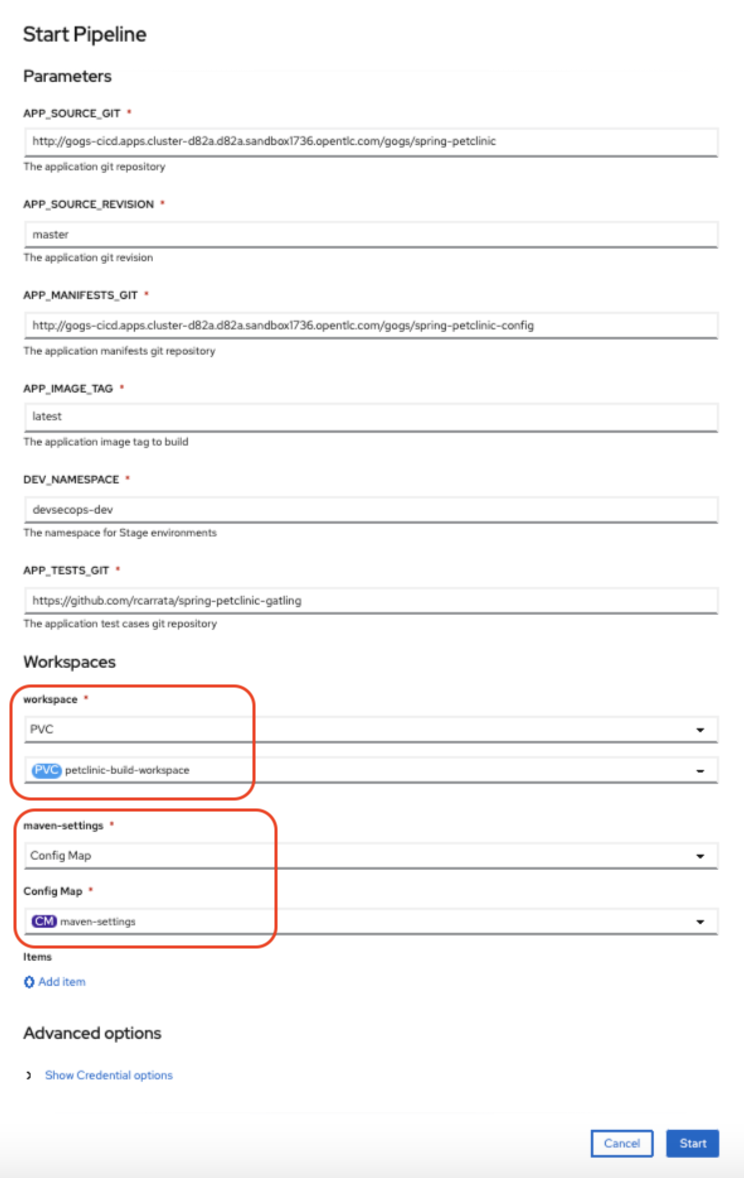 Start Pipeline
Parameters
APP_SOURCE_GIT *
http://gogs-cicd.apps.cluster-d82a.d82a.sandbox1736.opentlc.com/gogs/spring-petclinic
The application git repository
APP_SOURCE_REVISION *
master
The application git revision
APP_MANIFESTS_GIT *
http://gogs-cicd.apps.cluster-d82a.d82a.sandbox1736.opentlc.com/gogs/spring-petclinic-config
The application manifests git repository
APP_IMAGE_TAG *
latest
The application image tag to build
DEV_NAMESPACE *
devsecops-dev
The namespace for Stage environments
APP_TESTS_GIT *
https://github.com/rcarrata/spring-petclinic-gatling
The application test cases git repository
Workspaces
workspace *
PVC
PVC petclinic-build-workspace
maven-settings *
Config Map
Config Map *
CM maven-settings
Items
Add item
Advanced options
Show Credential options
Cancel Start